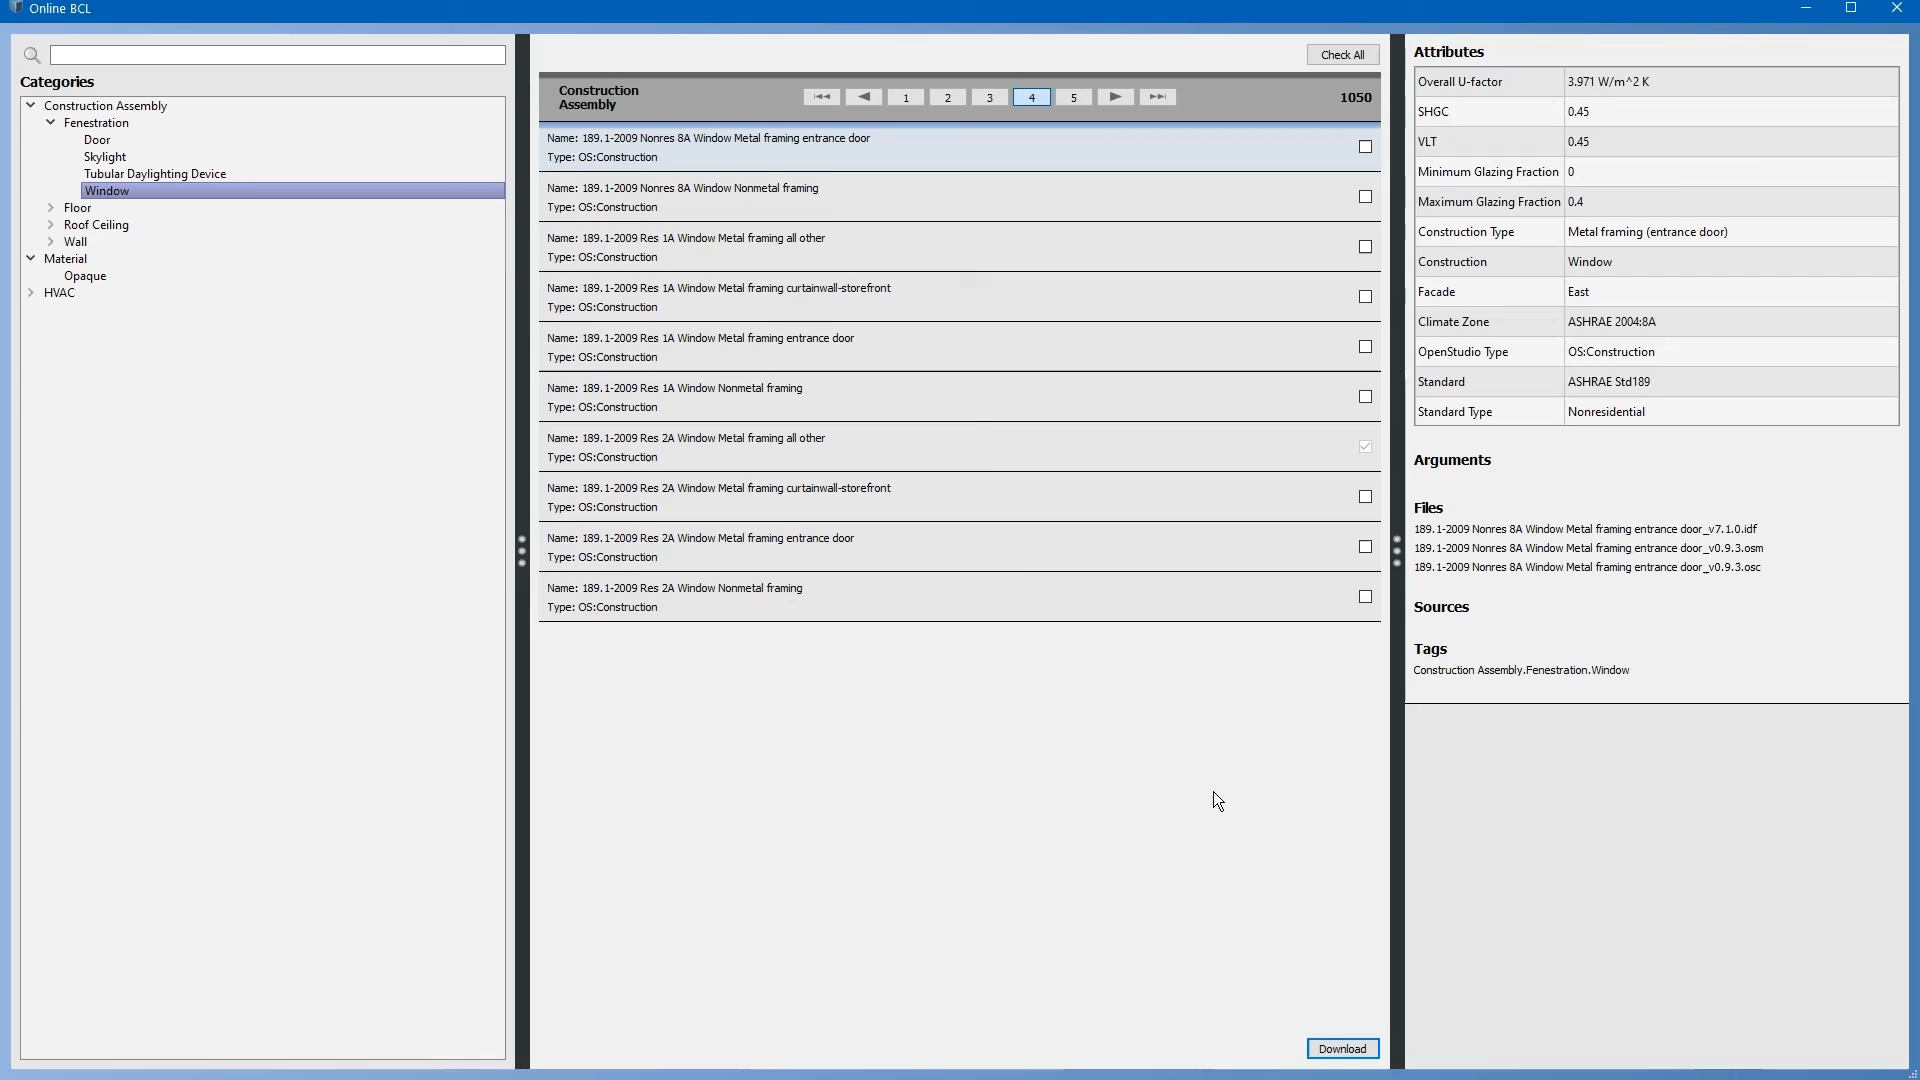 Online BCL
Categories
Construction Assembly
Fenestration
Door
Skylight
Tubular Daylighting Device
Window
Floor
Roof Ceiling
Wall
Material
Opaque
HVAC
Check All
Construction
Assembly
1 2 3 4 5
1050
Name: 189.1-2009 Nonres 8A Window Metal framing entrance door
Type: OS:Construction
Name: 189.1-2009 Nonres 8A Window Nonmetal framing
Type: OS:Construction
Name: 189.1-2009 Res 1A Window Metal framing all other
Type: OS:Construction
Name: 189.1-2009 Res 1A Window Metal framing curtainwall-storefront
Type: OS:Construction
Name: 189.1-2009 Res 1A Window Metal framing entrance door
Type: OS:Construction
Name: 189.1-2009 Res 1A Window Nonmetal framing
Type: OS:Construction
Name: 189.1-2009 Res 2A Window Metal framing all other
Type: OS:Construction
Name: 189.1-2009 Res 2A Window Metal framing curtainwall-storefront
Type: OS:Construction
Name: 189.1-2009 Res 2A Window Metal framing entrance door
Type: OS:Construction
Name: 189.1-2009 Res 2A Window Nonmetal framing
Type: OS:Construction
Download
Attributes
Overall U-factor 3.971 W/m^2 K
SHGC 0.45
VLT 0.45
Minimum Glazing Fraction 0
Maximum Glazing Fraction 0.4
Construction Type Metal framing (entrance door)
Construction Window
Facade East
Climate Zone ASHRAE 2004:8A
OpenStudio Type OS:Construction
Standard ASHRAE Std189
Standard Type Nonresidential
Arguments
Files
189.1-2009 Nonres 8A Window Metal framing entrance door_v7.1.0.idf
189.1-2009 Nonres 8A Window Metal framing entrance door_v0.9.3.osm
189.1-2009 Nonres 8A Window Metal framing entrance door_v0.9.3.osc
Sources
Tags
Construction Assembly.Fenestration.Window